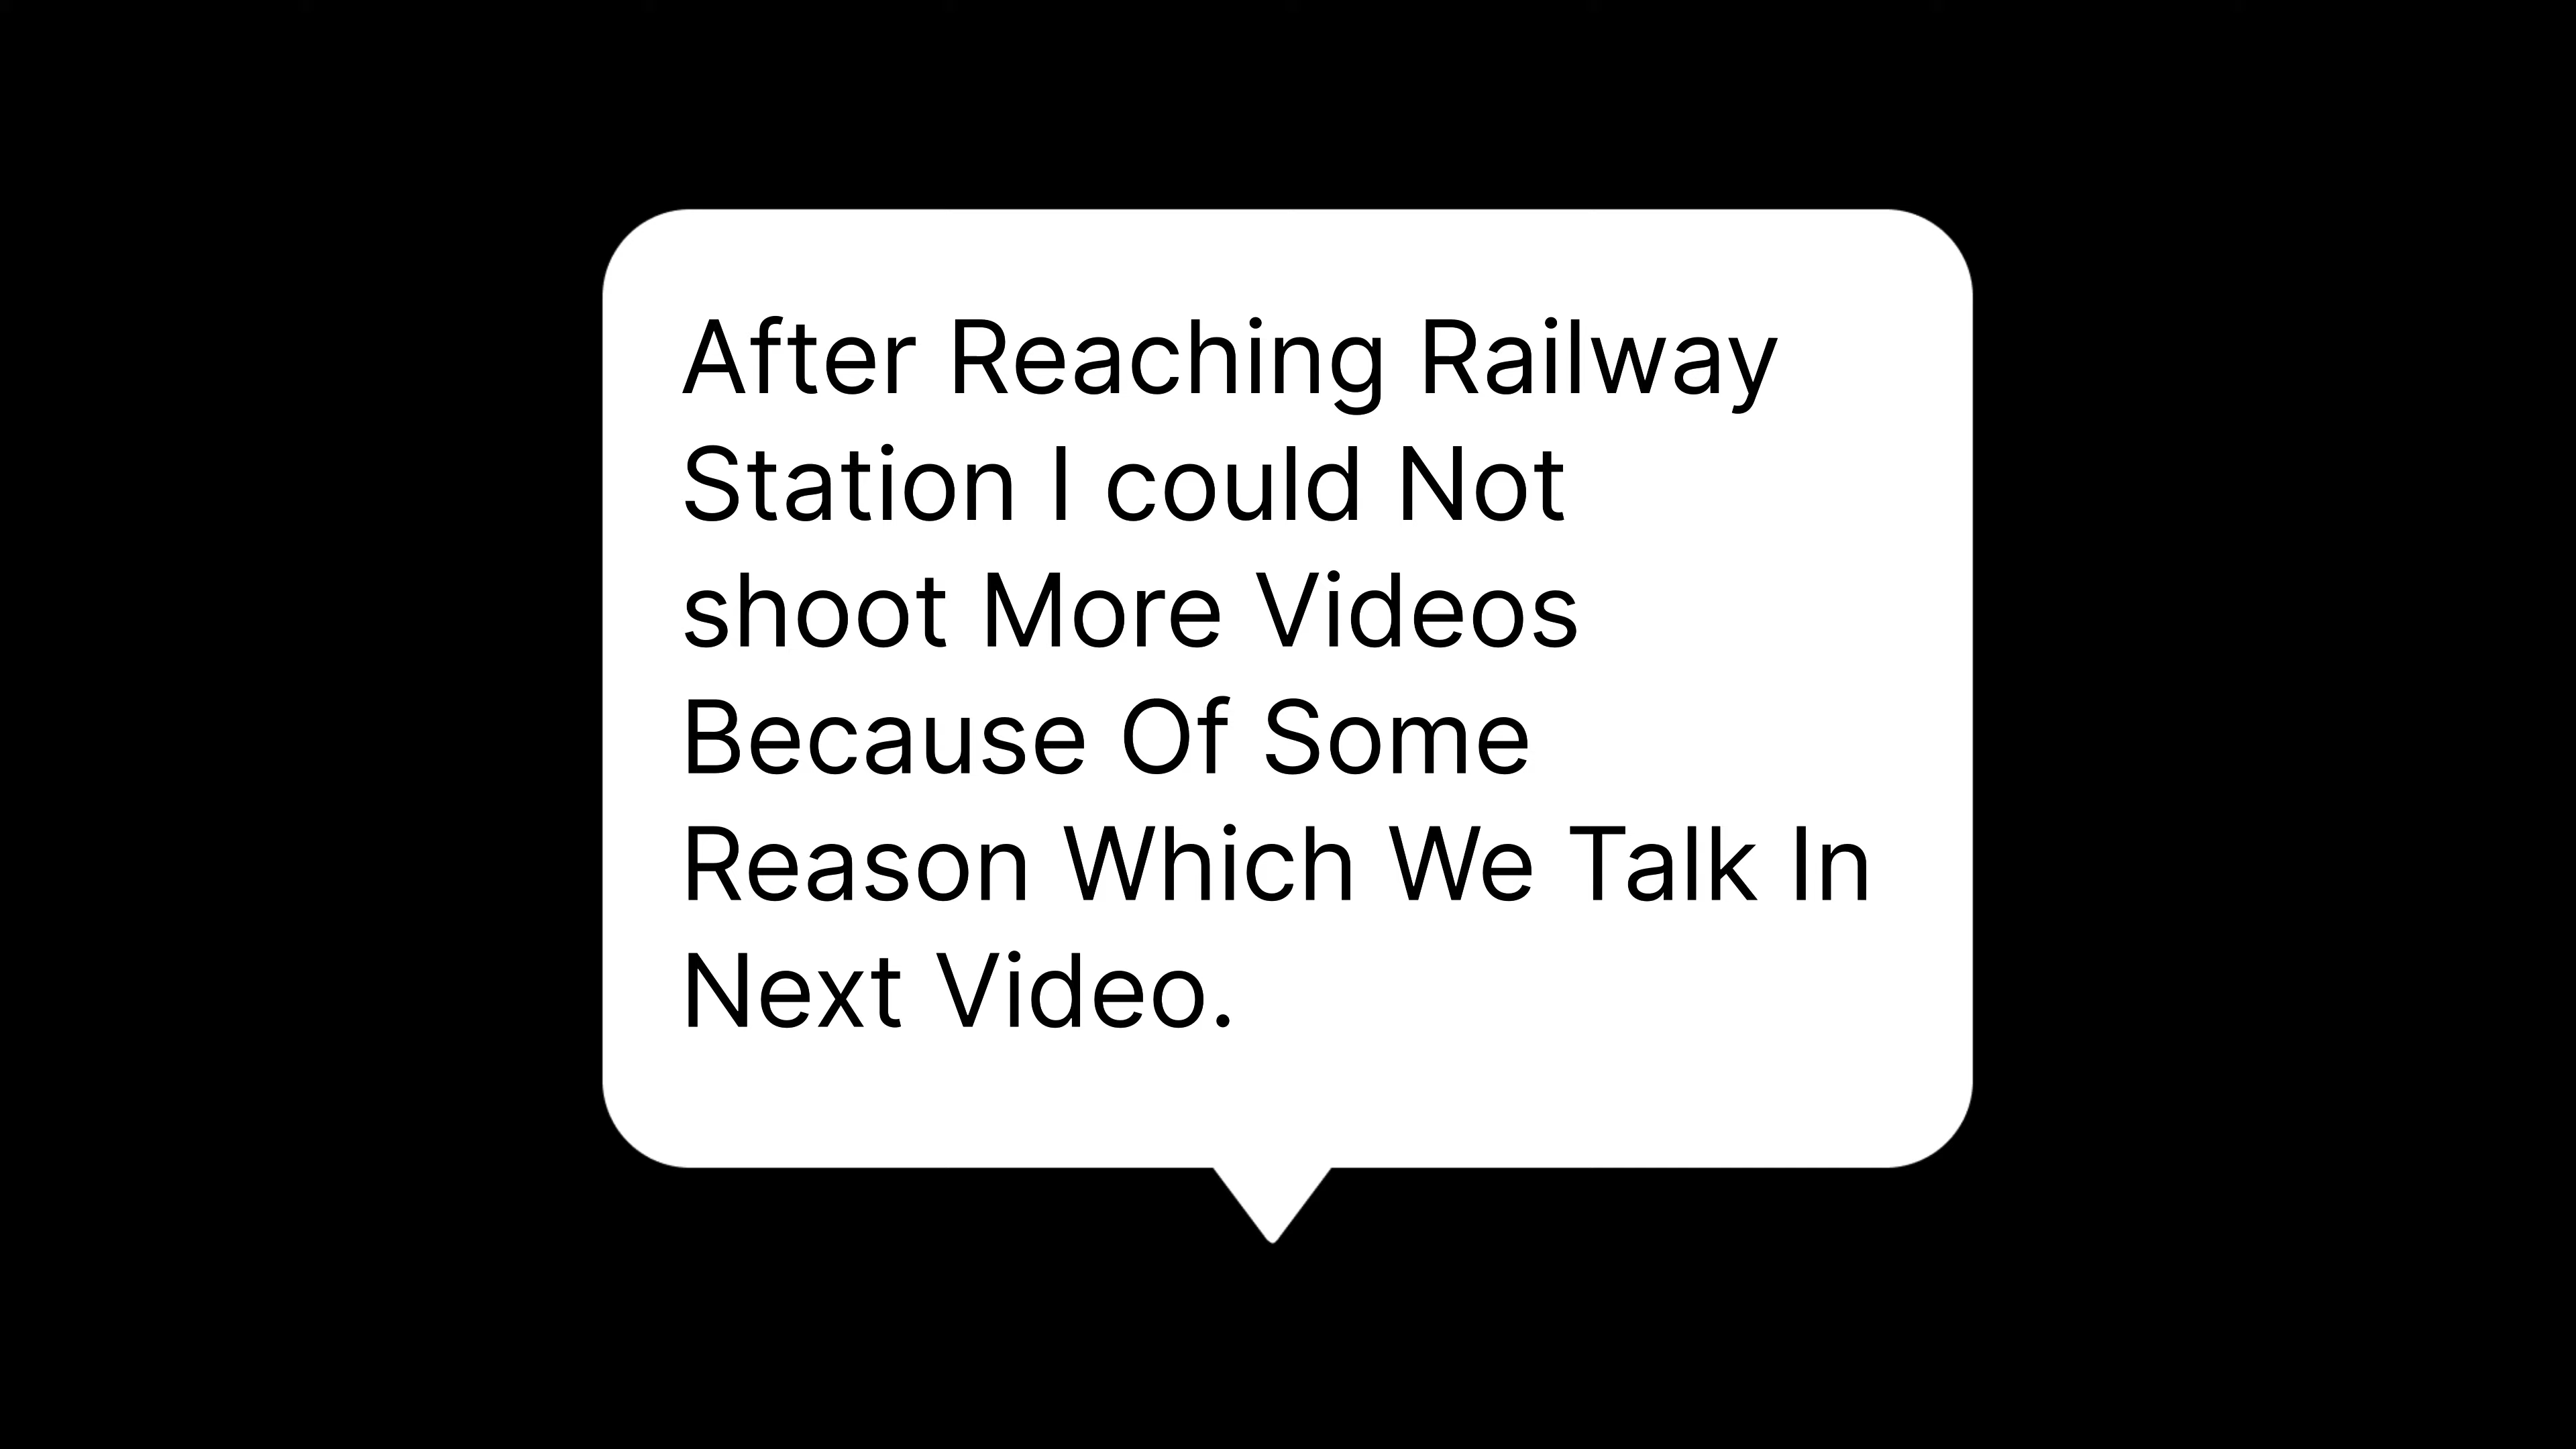 After Reaching Railway
Station I could Not
shoot More Videos
Because Of Some
Reason Which We Talk In
Next Video.